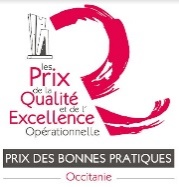 les
Prix
de la
Qualité
et de l'
Excellence
Opérationnelle
PRIX DES BONNES PRATIQUES
Occitanie